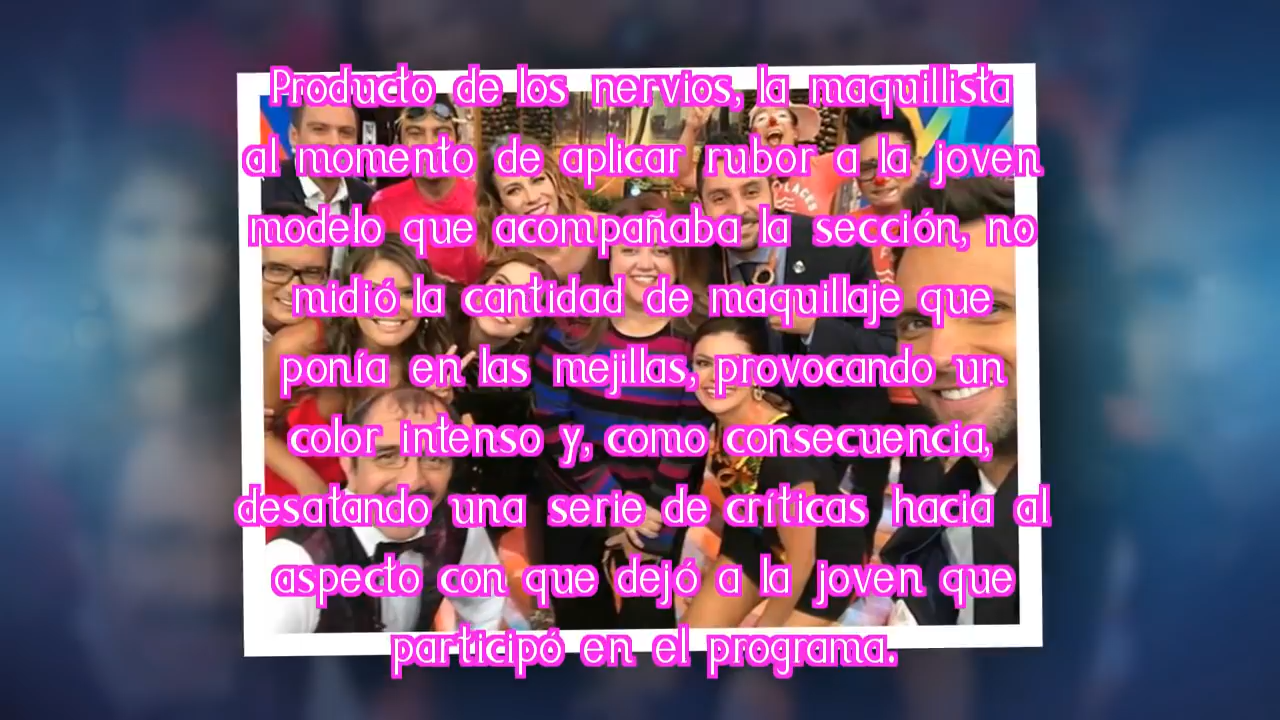 Producto de los nervios, la maquillista
al momento de aplicar rubor a la joven
modelo que acompañaba la sección, no
midió la cantidad de maquillaje que
ponía en las mejillas, provocando un
color intenso y, como consecuencia,
desatando una serie de críticas hacia al
aspecto con que dejó a la joven que
participó en el programa.